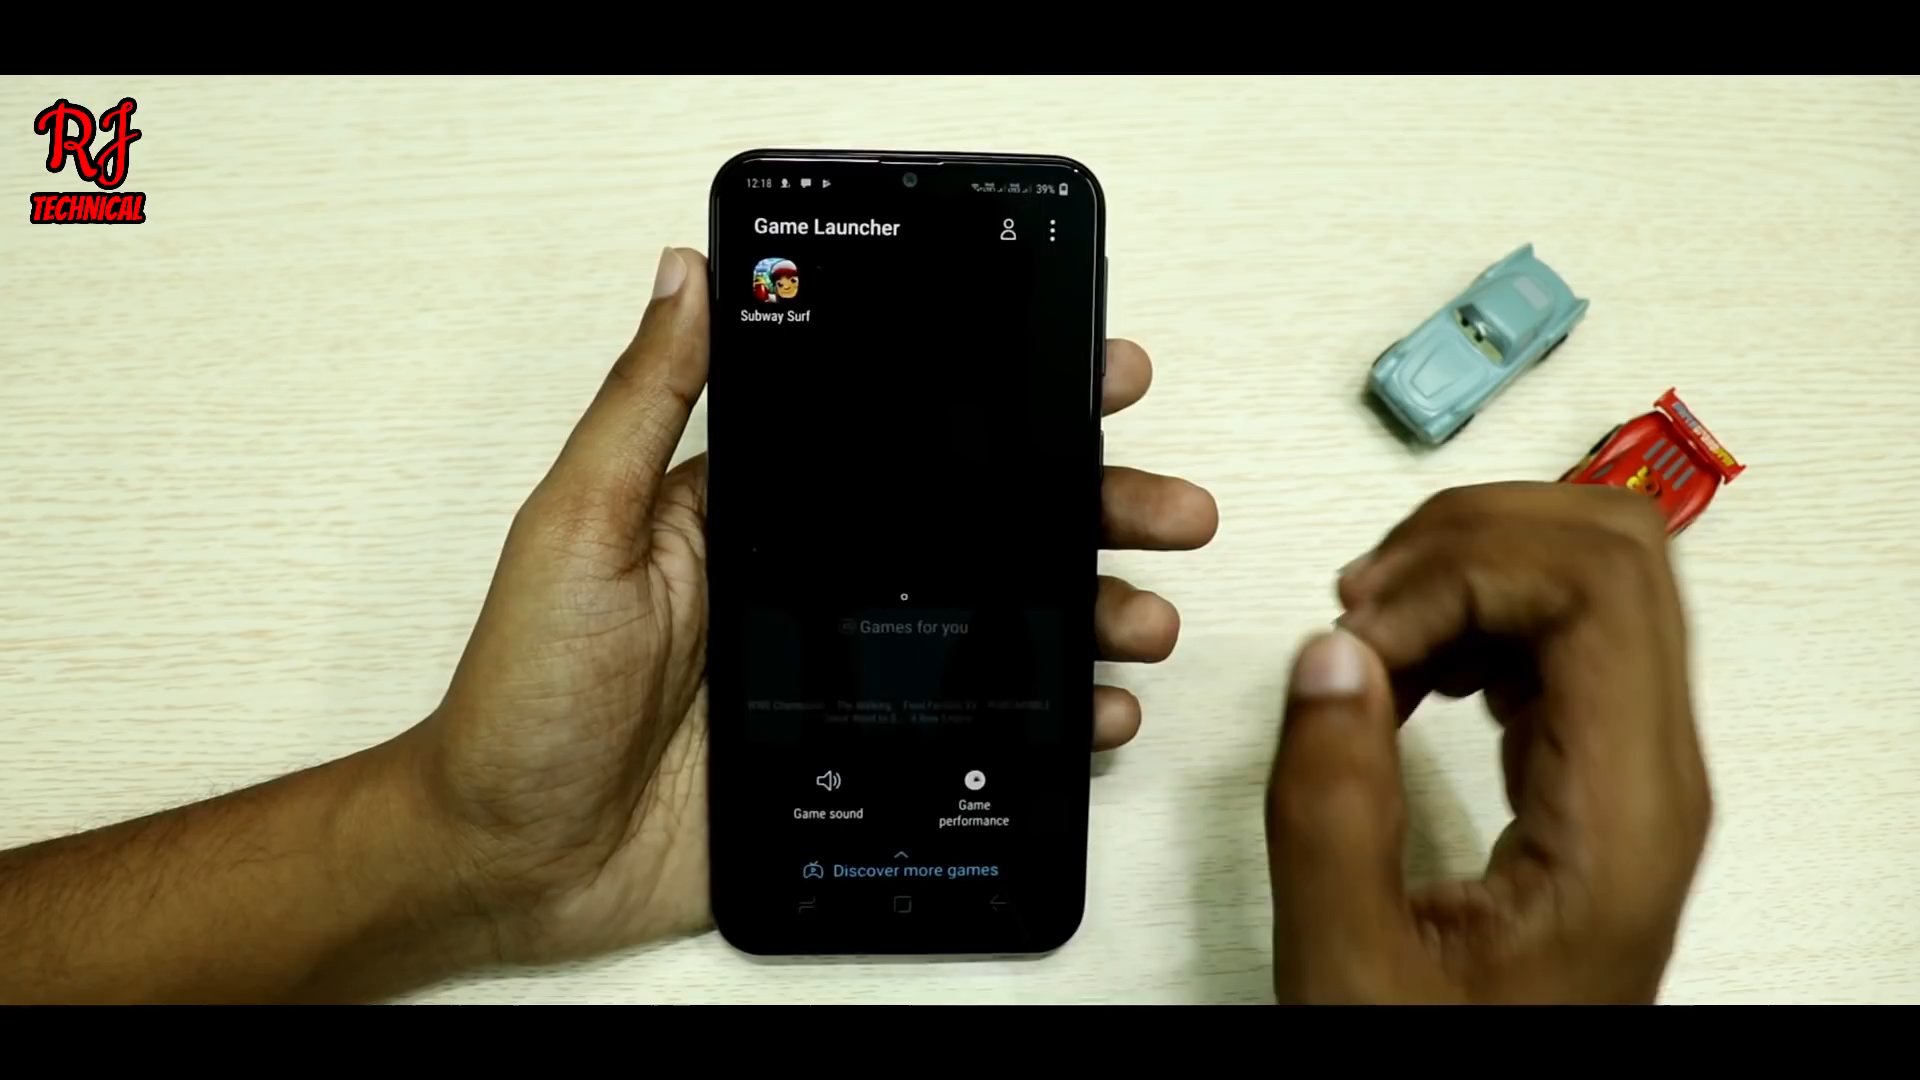 RJ
TECHNICAL
12:18
39%
Game Launcher
Subway Surf
Games for you
Game sound
Game
performance
Discover more games